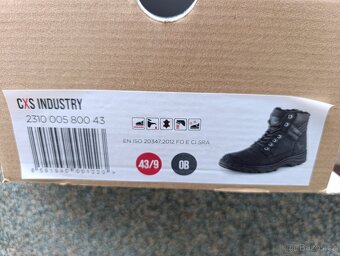 CXS INDUSTRY
2310 005 800 43
EN ISO 20347:2012 FO E CI SRA
43/9
OB